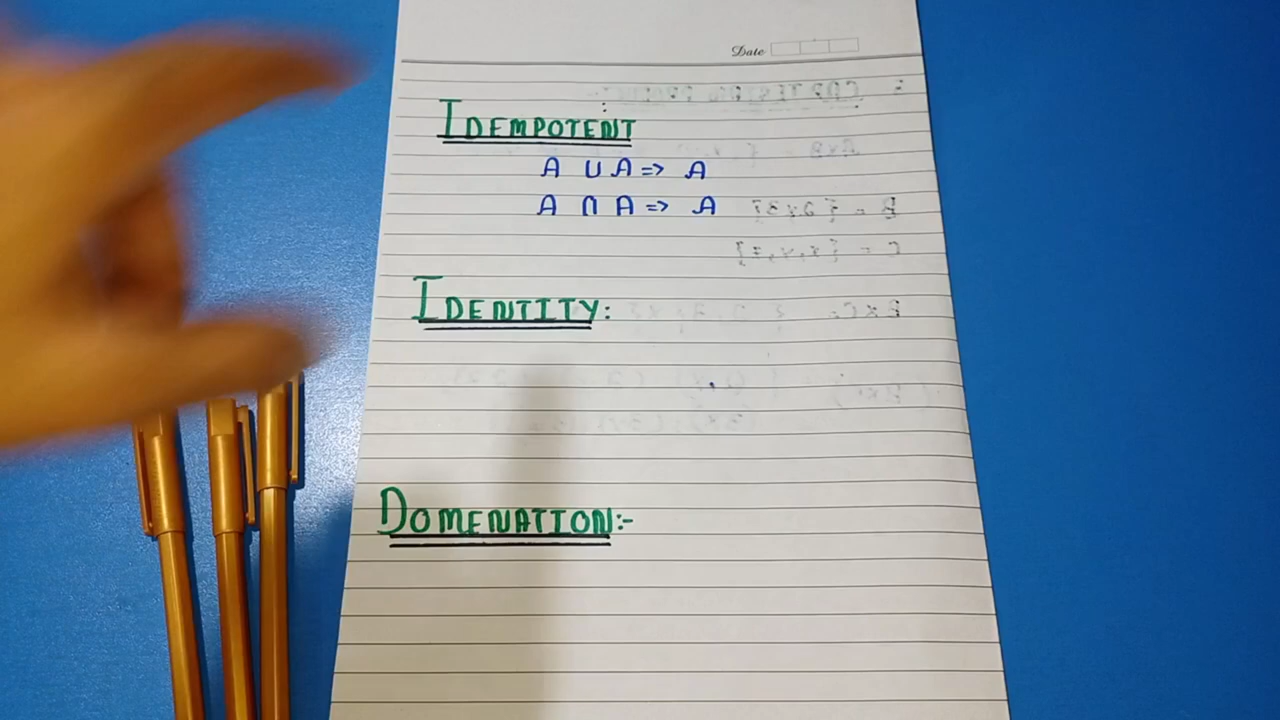 Date
IDEMPOTENT
A U A => A
A ∩ A => A
IDENTITY:
DOMENATION:-